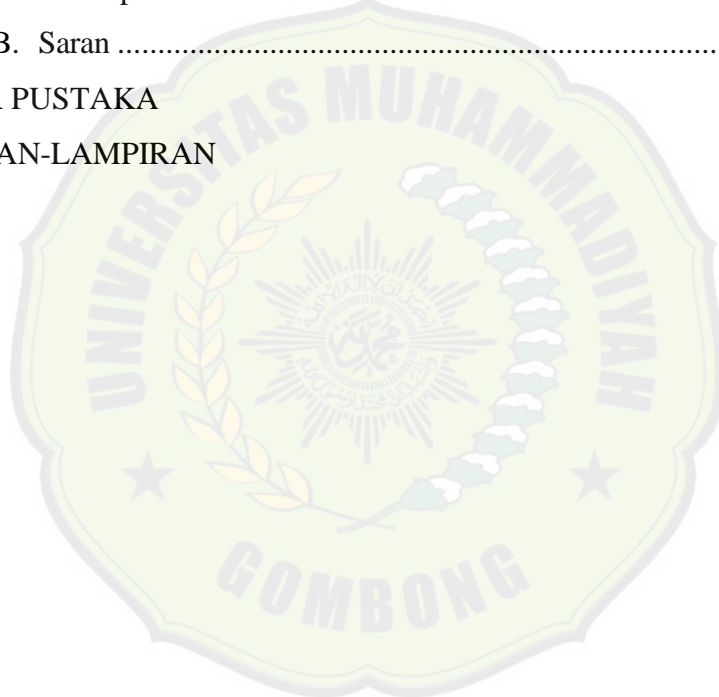 B. Saran ..........................................................................
PUSTAKA
AN-LAMPIRAN
UNIVERSITAS MUHAMMADIYAH
GOMBONG